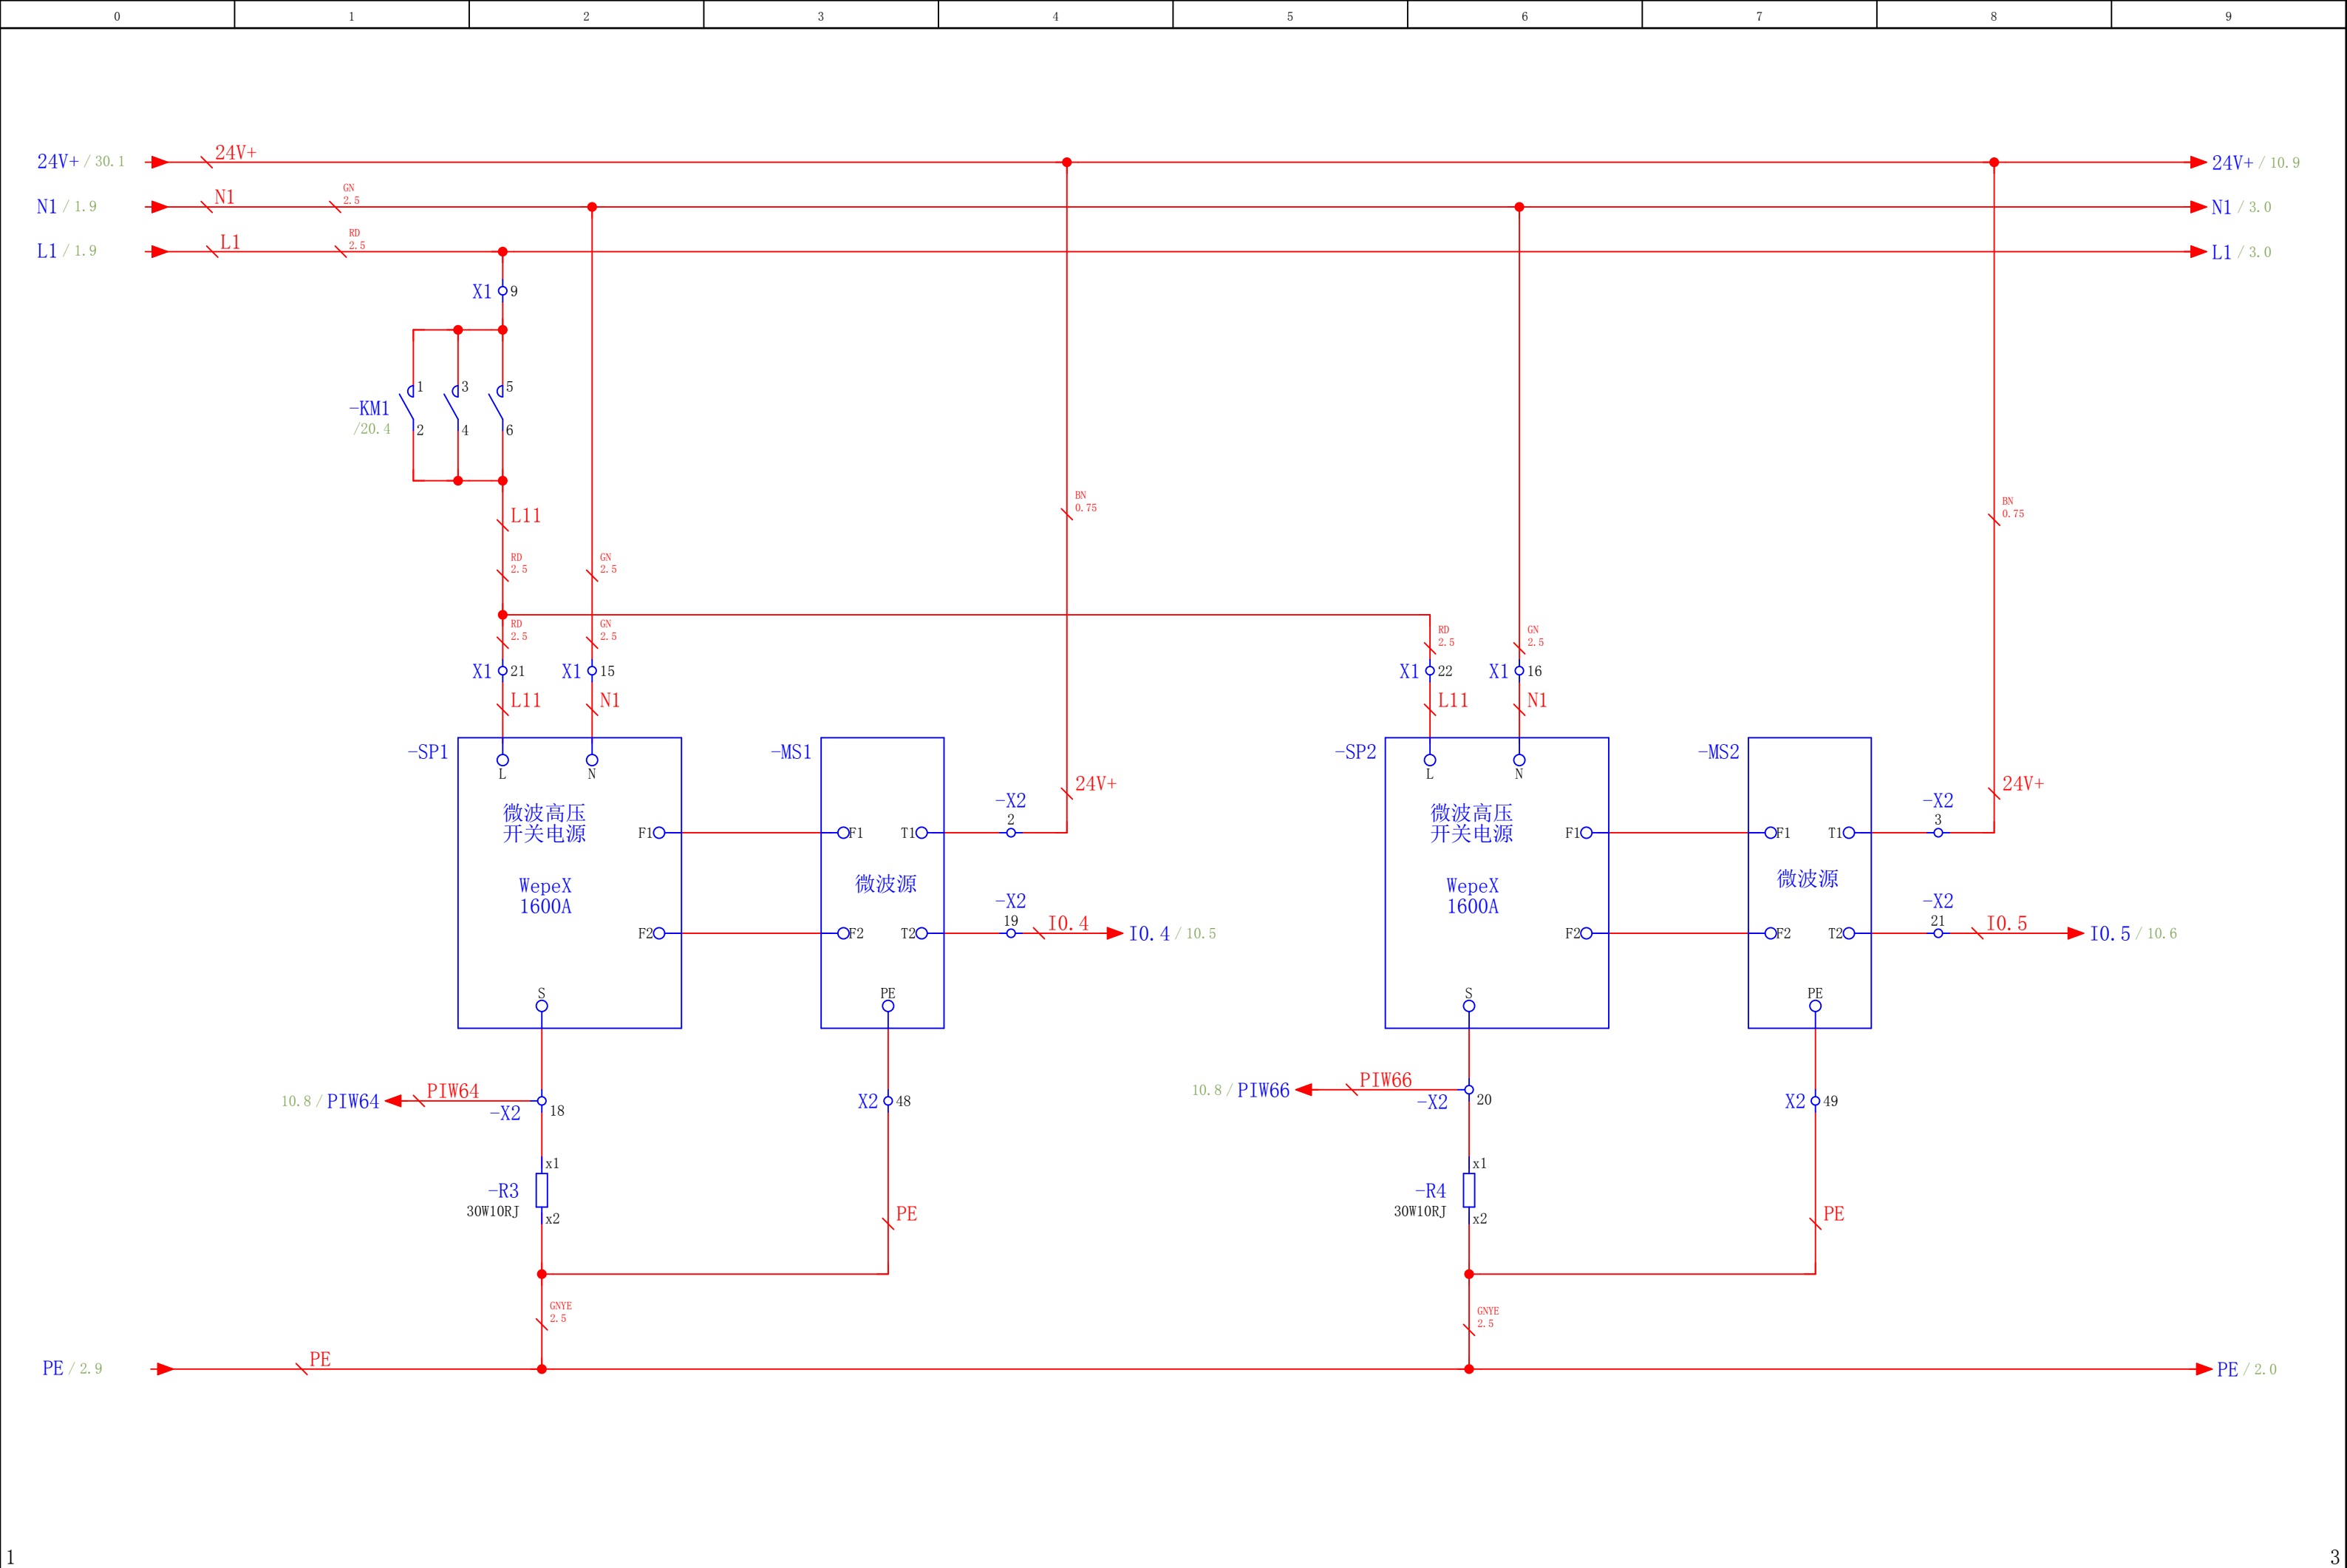 0 1 2 3 4 5 6 7 8 9
24V+ / 30.1 24V+ 24V+ / 10.9
N1 / 1.9 N1 GN 2.5 N1 / 3.0
L1 / 1.9 L1 RD 2.5 L1 / 3.0
X1 9
1 3 5
-KM1
/20.4
2 4 6
BN
0.75
BN
0.75
L11
RD
2.5
GN
2.5
RD
2.5
GN
2.5
RD
2.5
GN
2.5
X1 21 X1 15 X1 22 X1 16
L11 N1 L11 N1
-SP1
L N
微波高压
开关电源
WepeX
1600A
F1
F2
S
-MS1
F1 T1
微波源
F2 T2
PE
24V+
-X2
2
-X2
19
I0.4
I0.4 / 10.5
-SP2
L N
微波高压
开关电源
WepeX
1600A
F1
F2
S
-MS2
F1 T1
微波源
F2 T2
PE
24V+
-X2
3
-X2
21
I0.5
I0.5 / 10.6
10.8 / PIW64 PIW64
-X2 18
X2 48
10.8 / PIW66 PIW66
-X2 20
X2 49
x1
-R3
30W10RJ
x2
PE
x1
-R4
30W10RJ
x2
PE
GNYE
2.5
GNYE
2.5
PE / 2.9 PE PE / 2.0
1 3